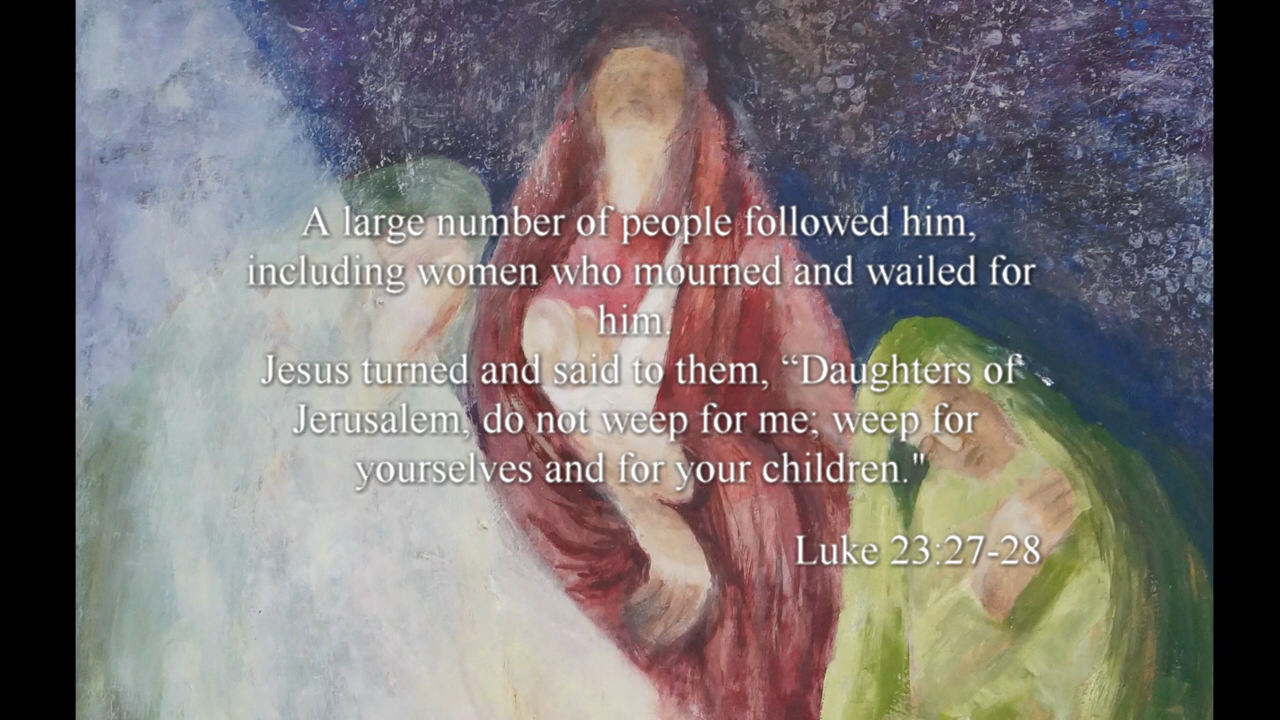 A large number of people followed him,
including women who mourned and wailed for
him.
Jesus turned and said to them, “Daughters of
Jerusalem, do not weep for me; weep for
yourselves and for your children."
Luke 23:27-28